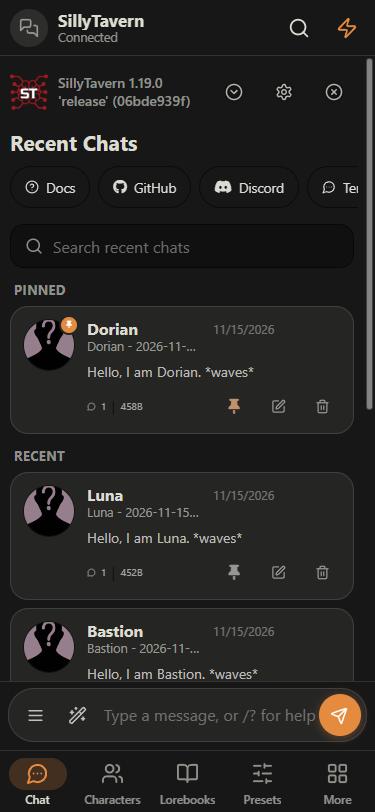 SillyTavern
Connected
ST
SillyTavern 1.19.0
'release' (06bde939f)
Recent Chats
Docs
GitHub
Discord
Search recent chats
PINNED
Dorian
11/15/2026
Dorian - 2026-11-...
Hello, I am Dorian. *waves*
1
458B
RECENT
Luna
11/15/2026
Luna - 2026-11-15...
Hello, I am Luna. *waves*
1
452B
Bastion
11/15/2026
Bastion - 2026-11-...
Hello, I am Bastion. *waves*
Type a message, or /? for help
Chat
Characters
Lorebooks
Presets
More